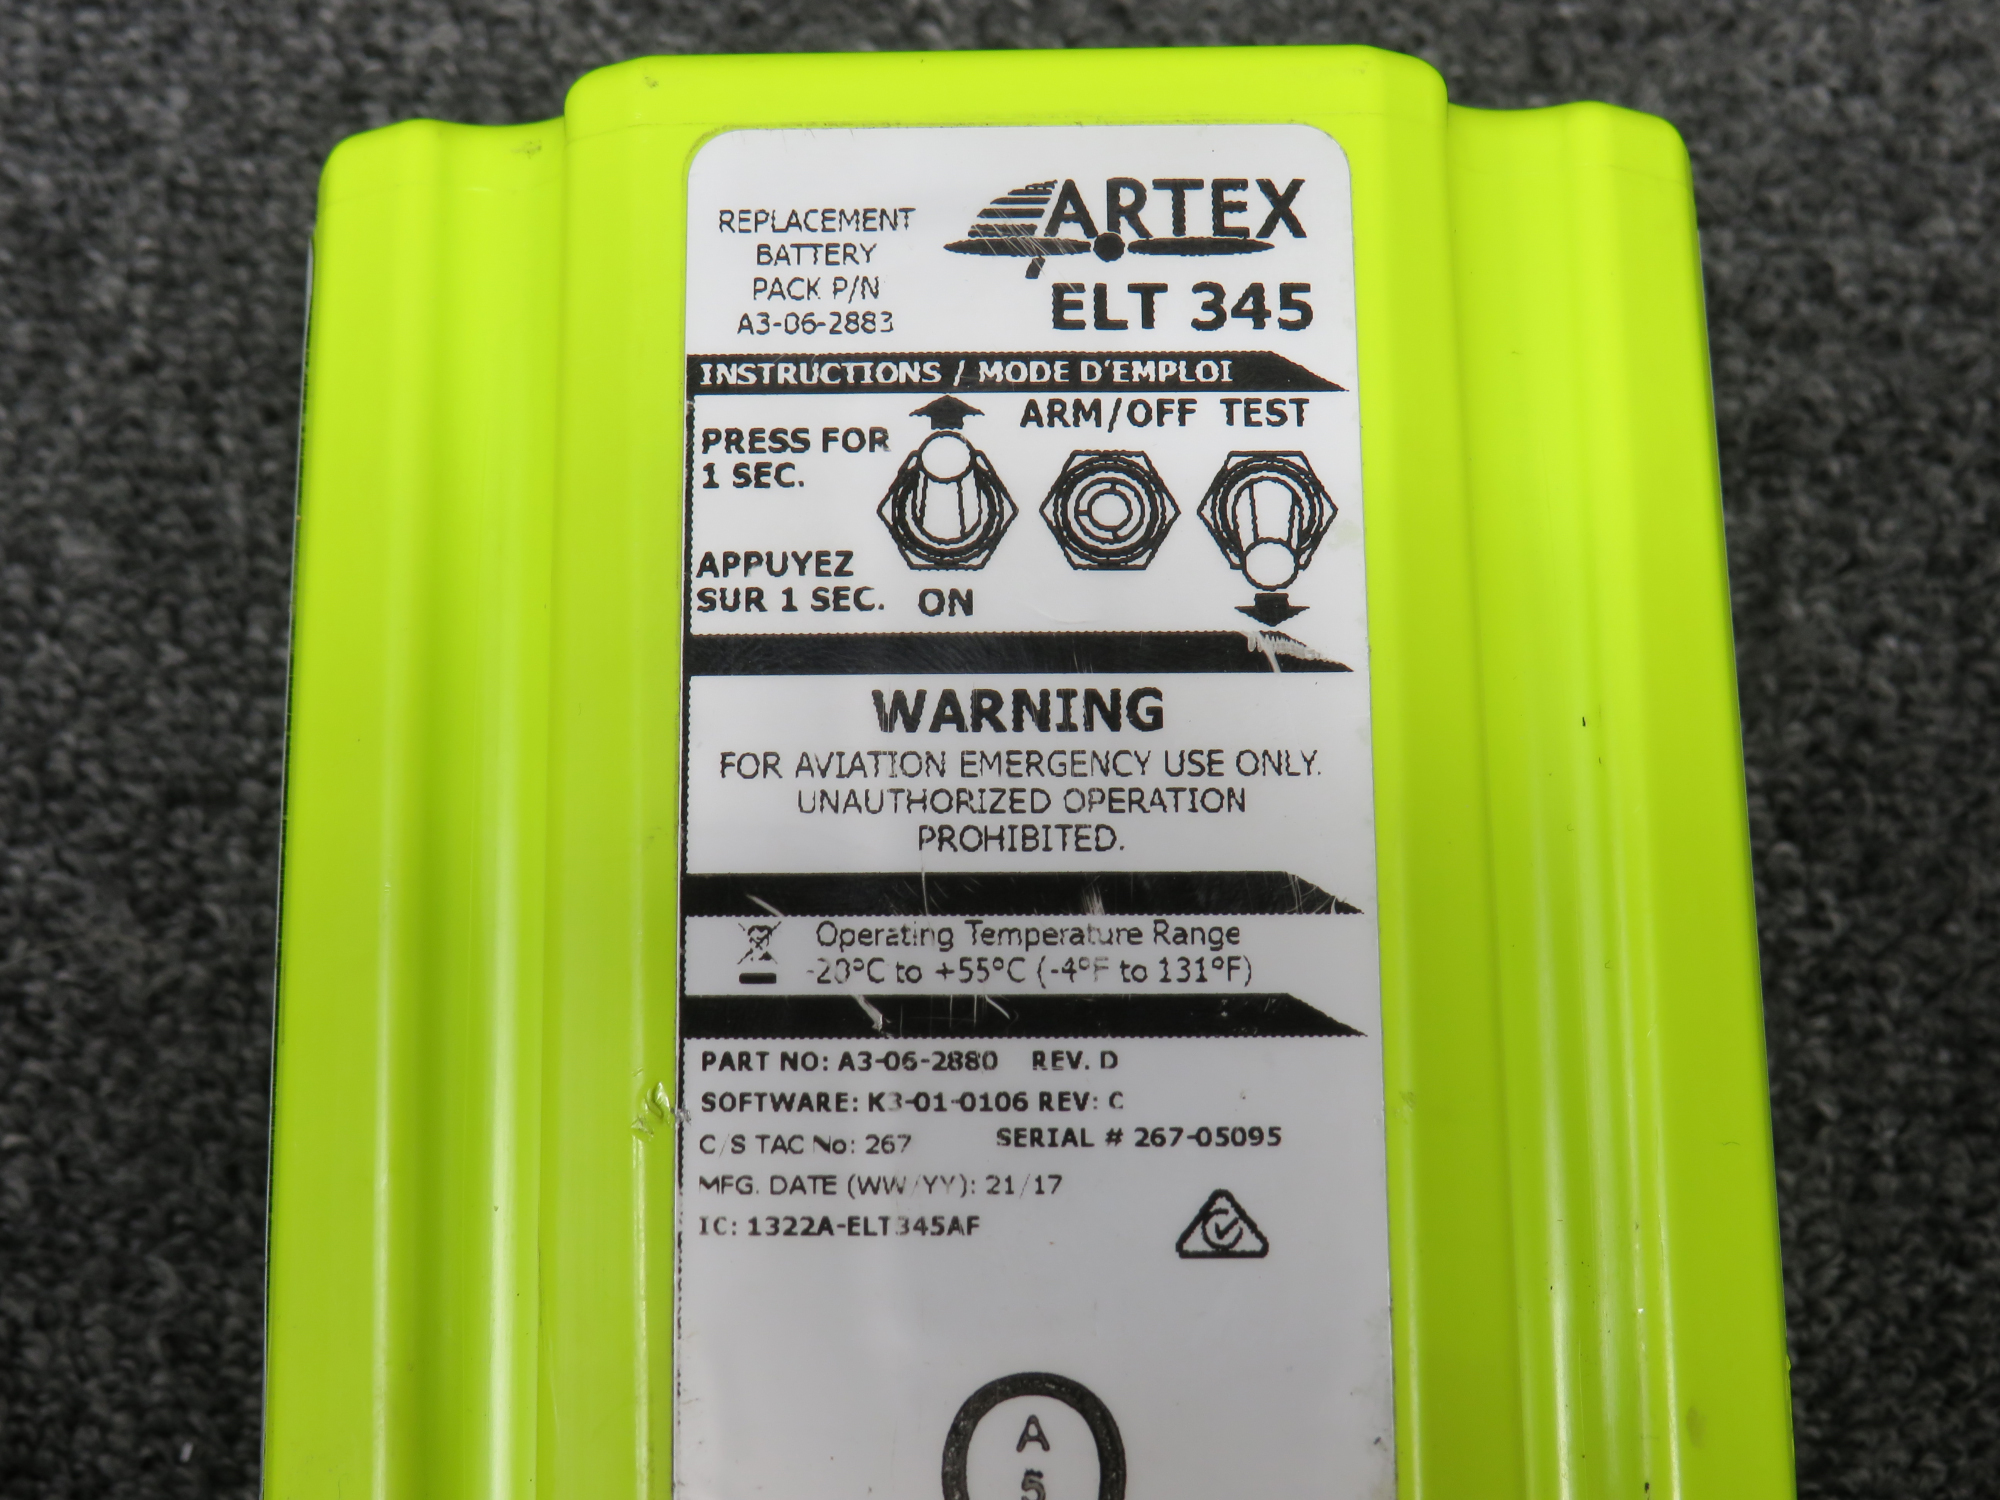 REPLACEMENT
BATTERY
PACK P/N
A3-06-2883
ARTEX
ELT 345
INSTRUCTIONS / MODE D'EMPLOI
PRESS FOR
1 SEC.
APPUYEZ
SUR 1 SEC.
ON
ARM/OFF
TEST
WARNING
FOR AVIATION EMERGENCY USE ONLY.
UNAUTHORIZED OPERATION
PROHIBITED.
Operating Temperature Range
-20°C to +55°C (-4°F to 131°F)
PART NO: A3-06-2880 REV. D
SOFTWARE: K3-01-0106 REV: C
C/S TAC No: 267 SERIAL # 267-05095
MFG. DATE (WW/YY): 21/17
IC: 1322A-ELT345AF
A
5